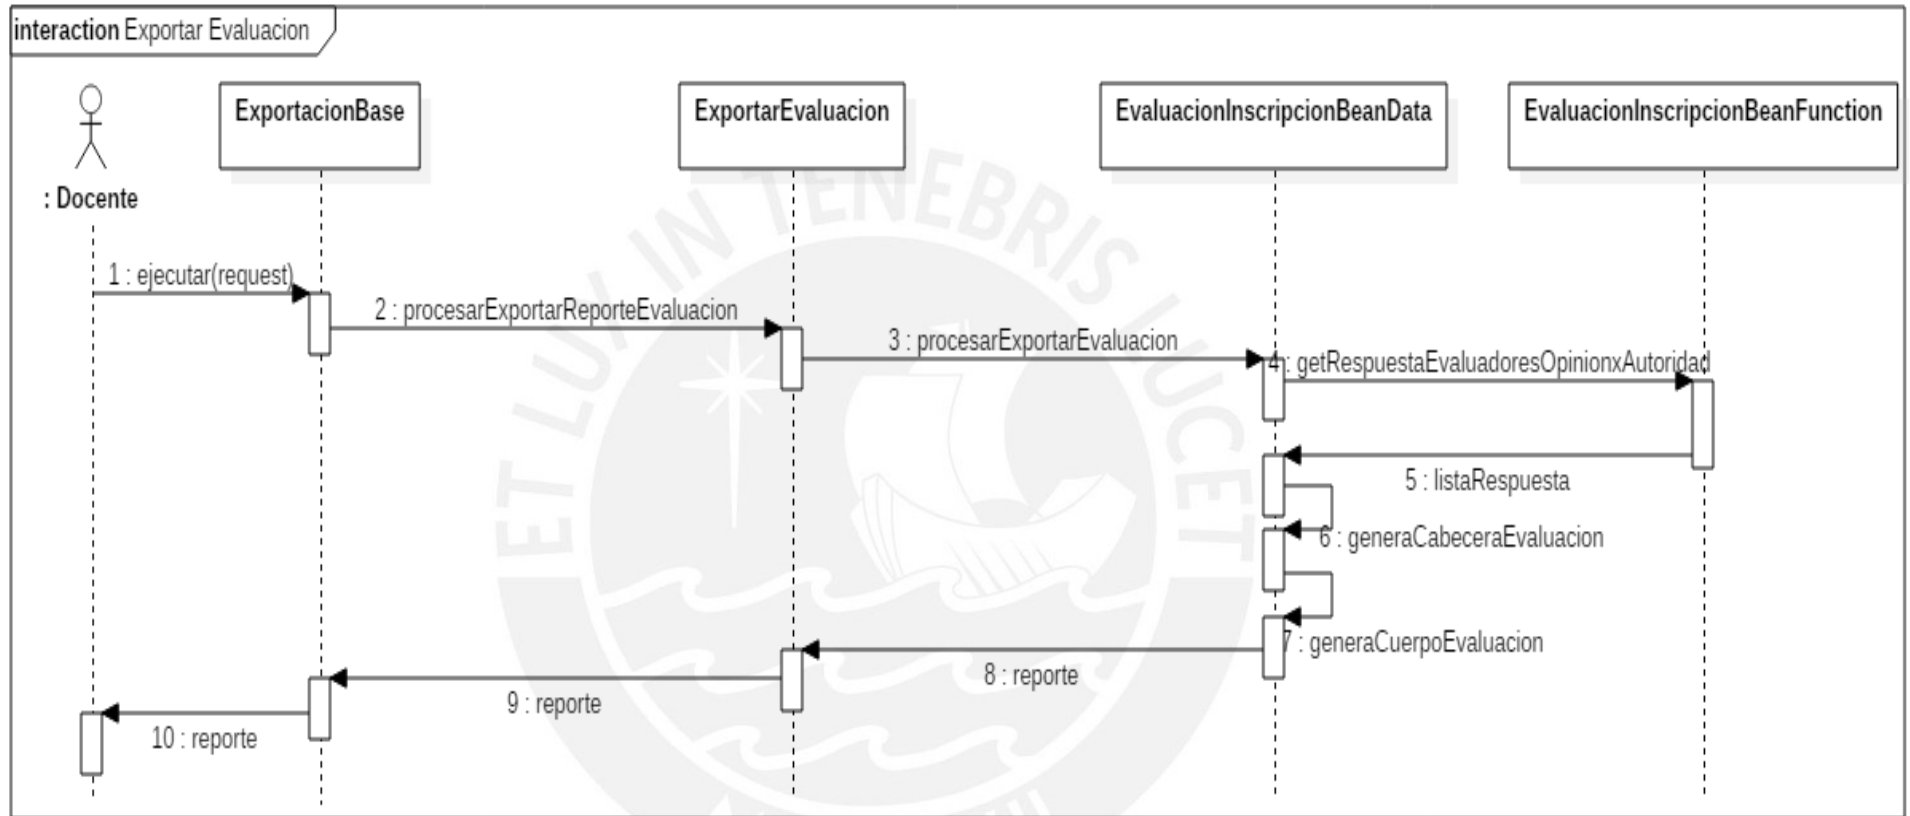 interaction Exportar Evaluacion
ExportacionBase
ExportarEvaluacion
EvaluacionInscripcionBeanData
EvaluacionInscripcionBeanFunction
: Docente
1 : ejecutar(request)
2 : procesarExportarReporteEvaluacion
3 : procesarExportarEvaluacion
4 : getRespuestaEvaluadoresOpinionxAutoridad
5 : listaRespuesta
6 : generaCabeceraEvaluacion
7 : generaCuerpoEvaluacion
8 : reporte
9 : reporte
10 : reporte
ET LUX IN TENEBRIS LUCET